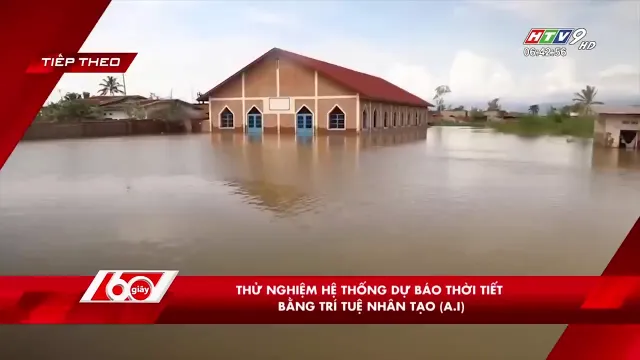 TIẾP THEO
HTV9 HD
06:42:56
60 giây
THỬ NGHIỆM HỆ THỐNG DỰ BÁO THỜI TIẾT
BẰNG TRÍ TUỆ NHÂN TẠO (A.I)